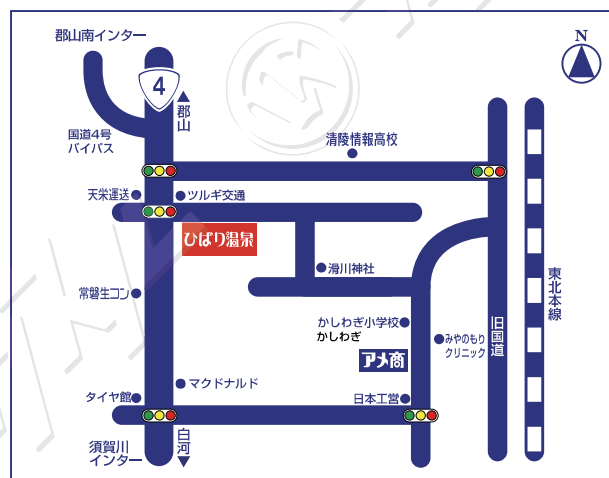 郡山南インター
N
4
郡山
国道4号
バイパス
清陵情報高校
天栄運送
ツルギ交通
ひばり温泉
滑川神社
東北本線
常磐生コン
かしわぎ小学校
かしわぎ
旧国道
みやのもり
クリニック
アメ商
マクドナルド
タイヤ館
日本工営
白河
須賀川
インター